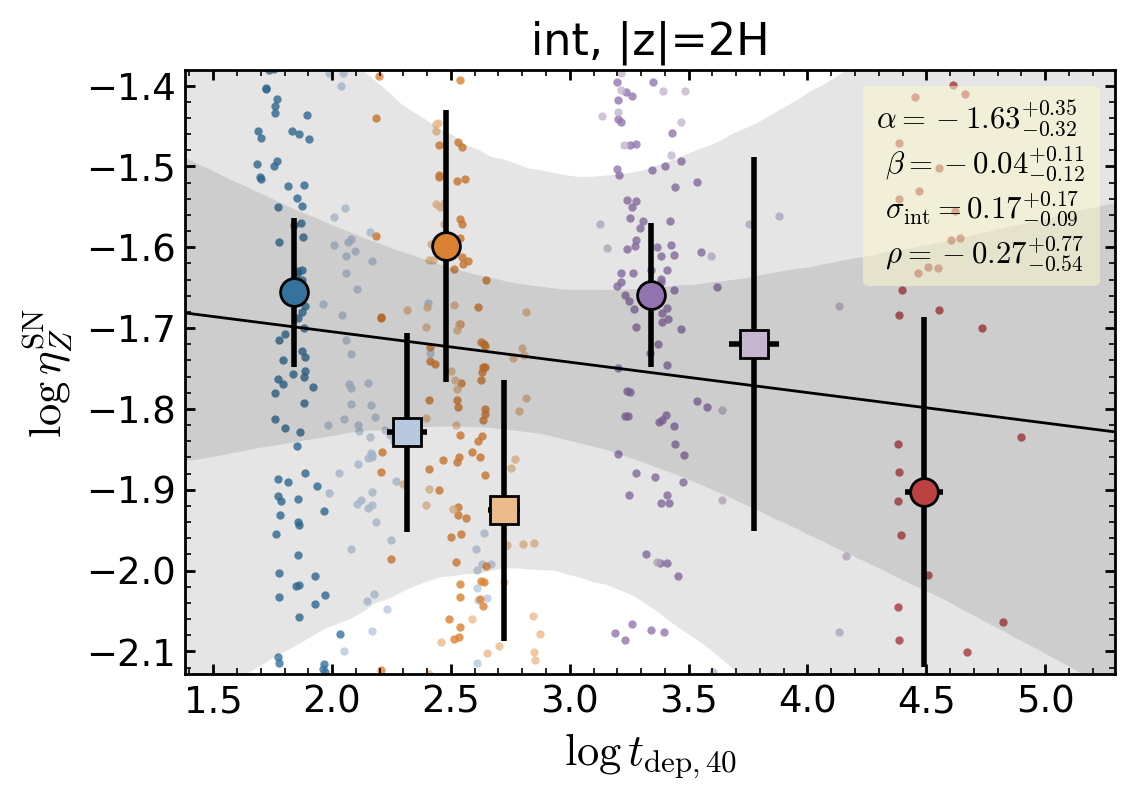 int, |z|=2H
−1.4
−1.5
−1.6
−1.7
−1.8
−1.9
−2.0
−2.1
log η_Z^SN
α = −1.63^{+0.35}_{−0.32}
β = −0.04^{+0.11}_{−0.12}
σ_int = 0.17^{+0.17}_{−0.09}
ρ = −0.27^{+0.77}_{−0.54}
1.5 2.0 2.5 3.0 3.5 4.0 4.5 5.0
log t_{dep, 40}